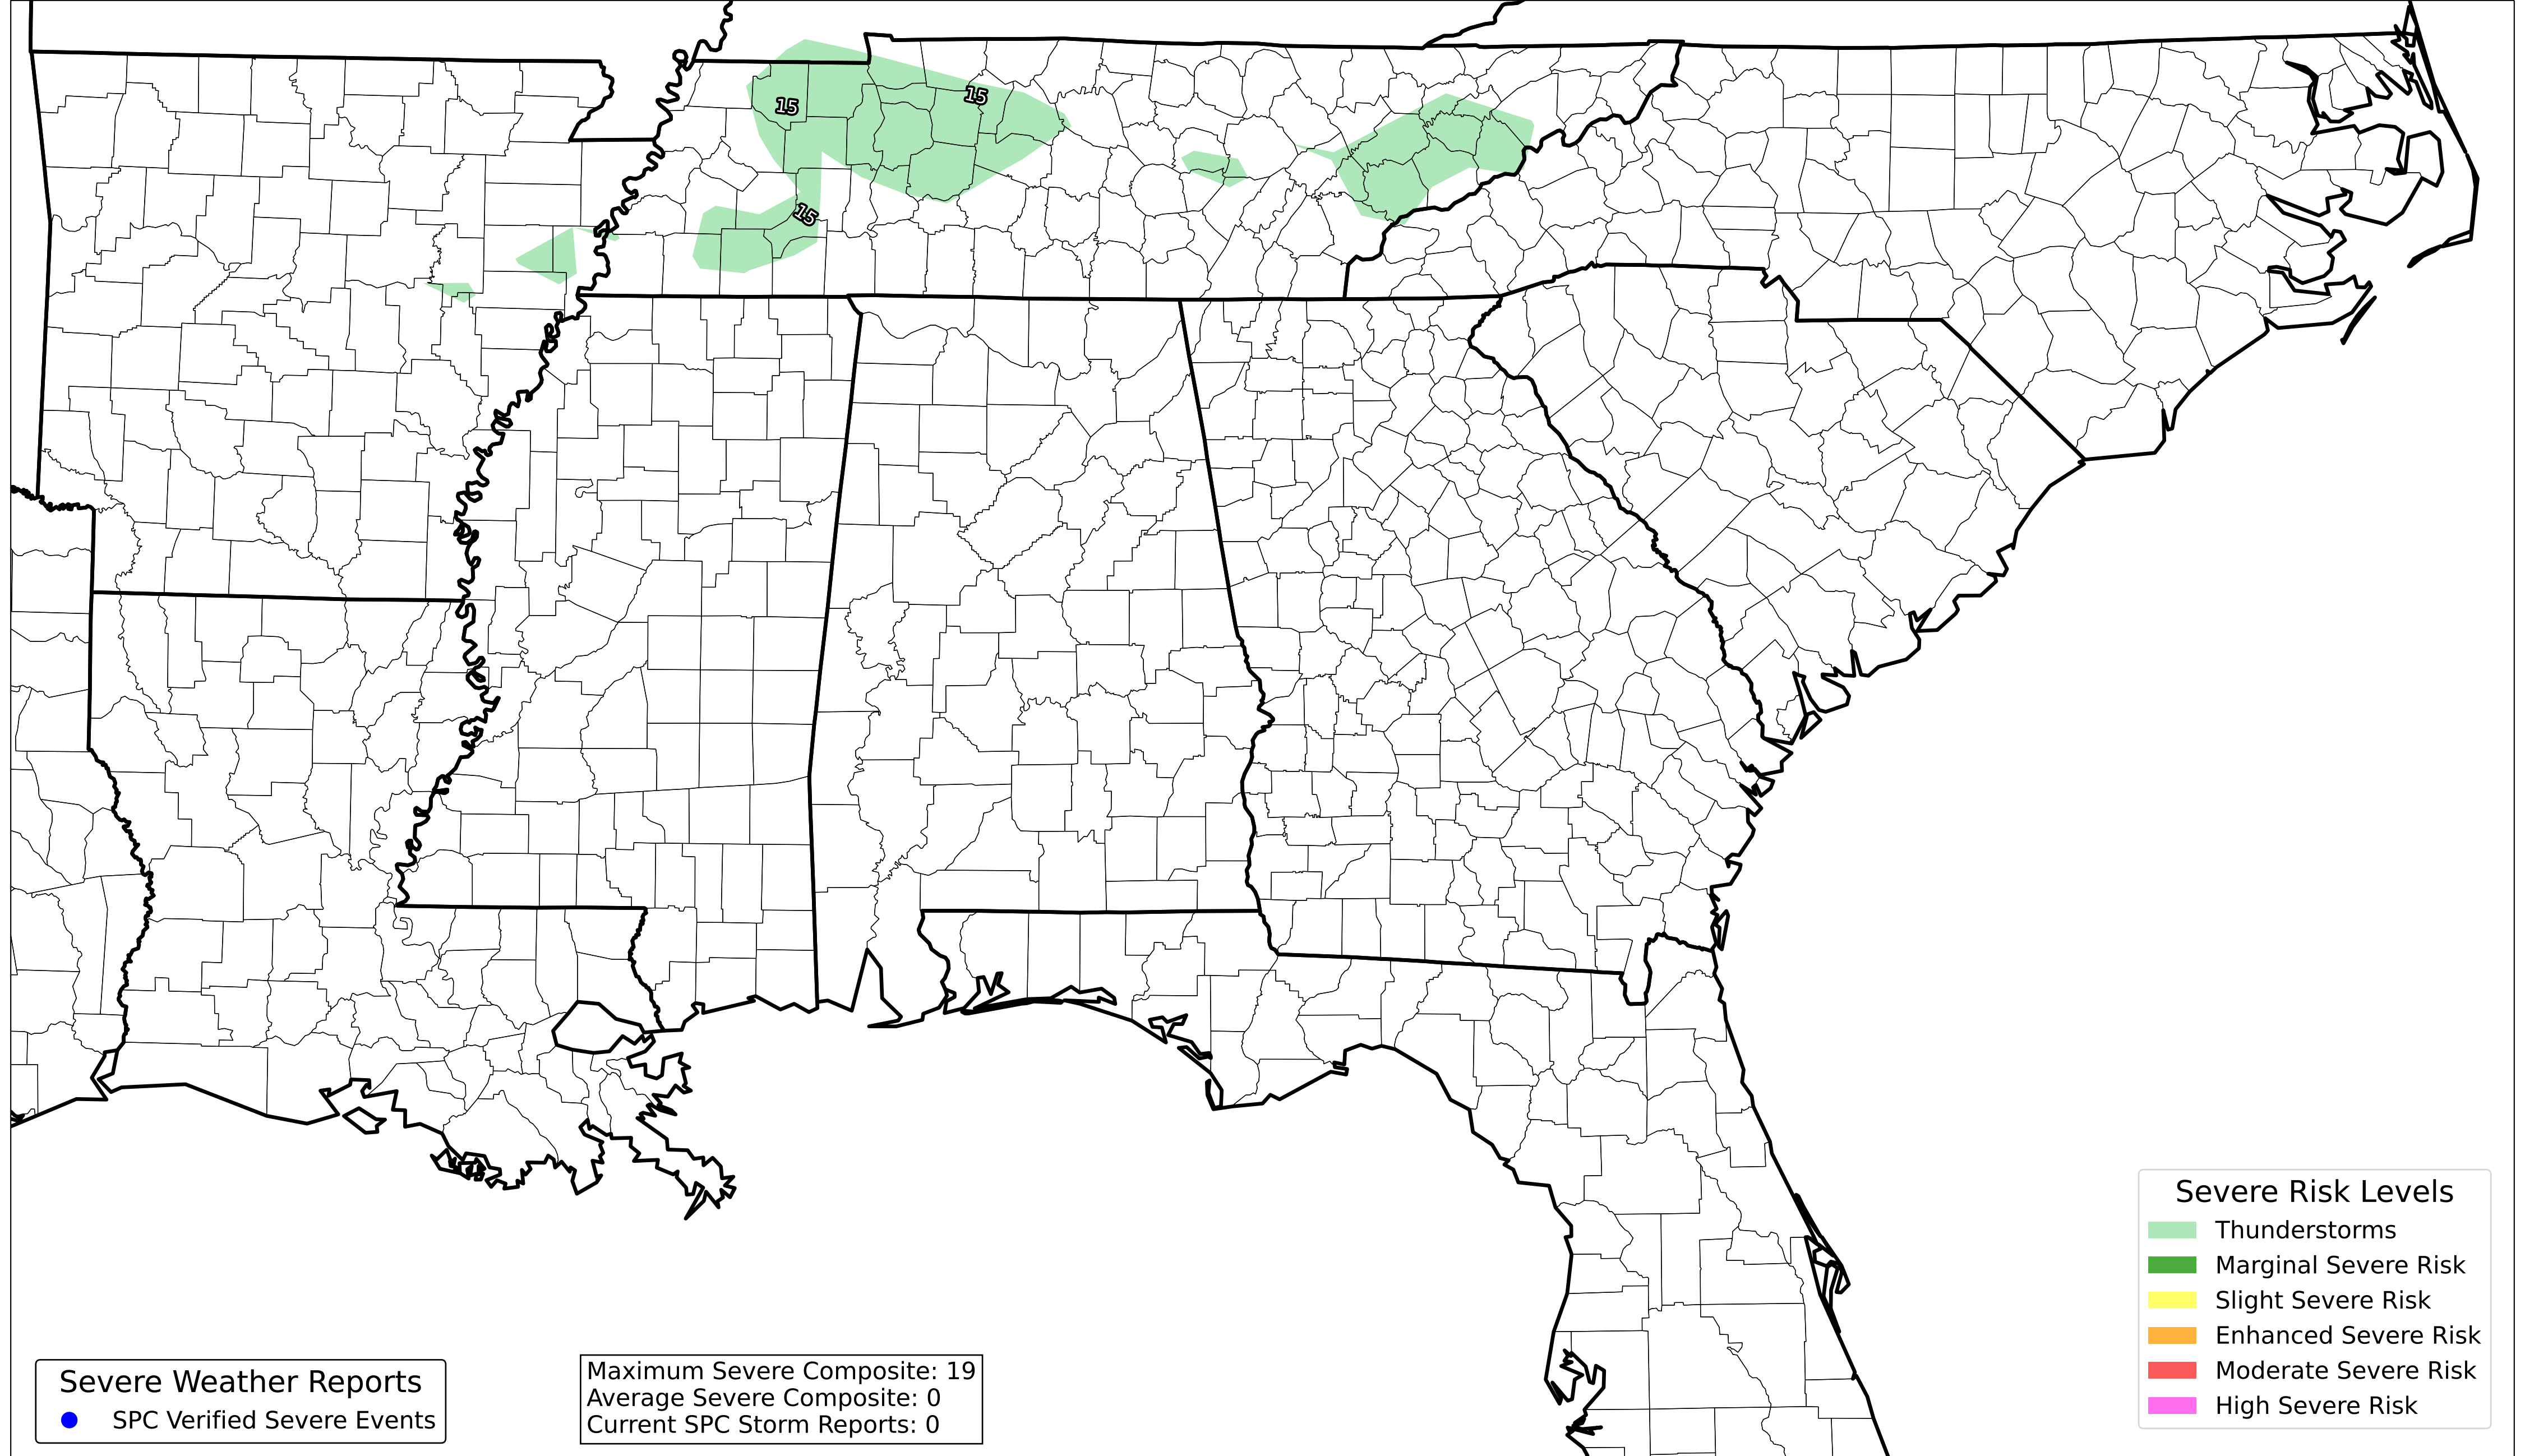 15
15
15
Severe Risk Levels
Thunderstorms
Marginal Severe Risk
Slight Severe Risk
Enhanced Severe Risk
Moderate Severe Risk
High Severe Risk
Severe Weather Reports
SPC Verified Severe Events
Maximum Severe Composite: 19
Average Severe Composite: 0
Current SPC Storm Reports: 0